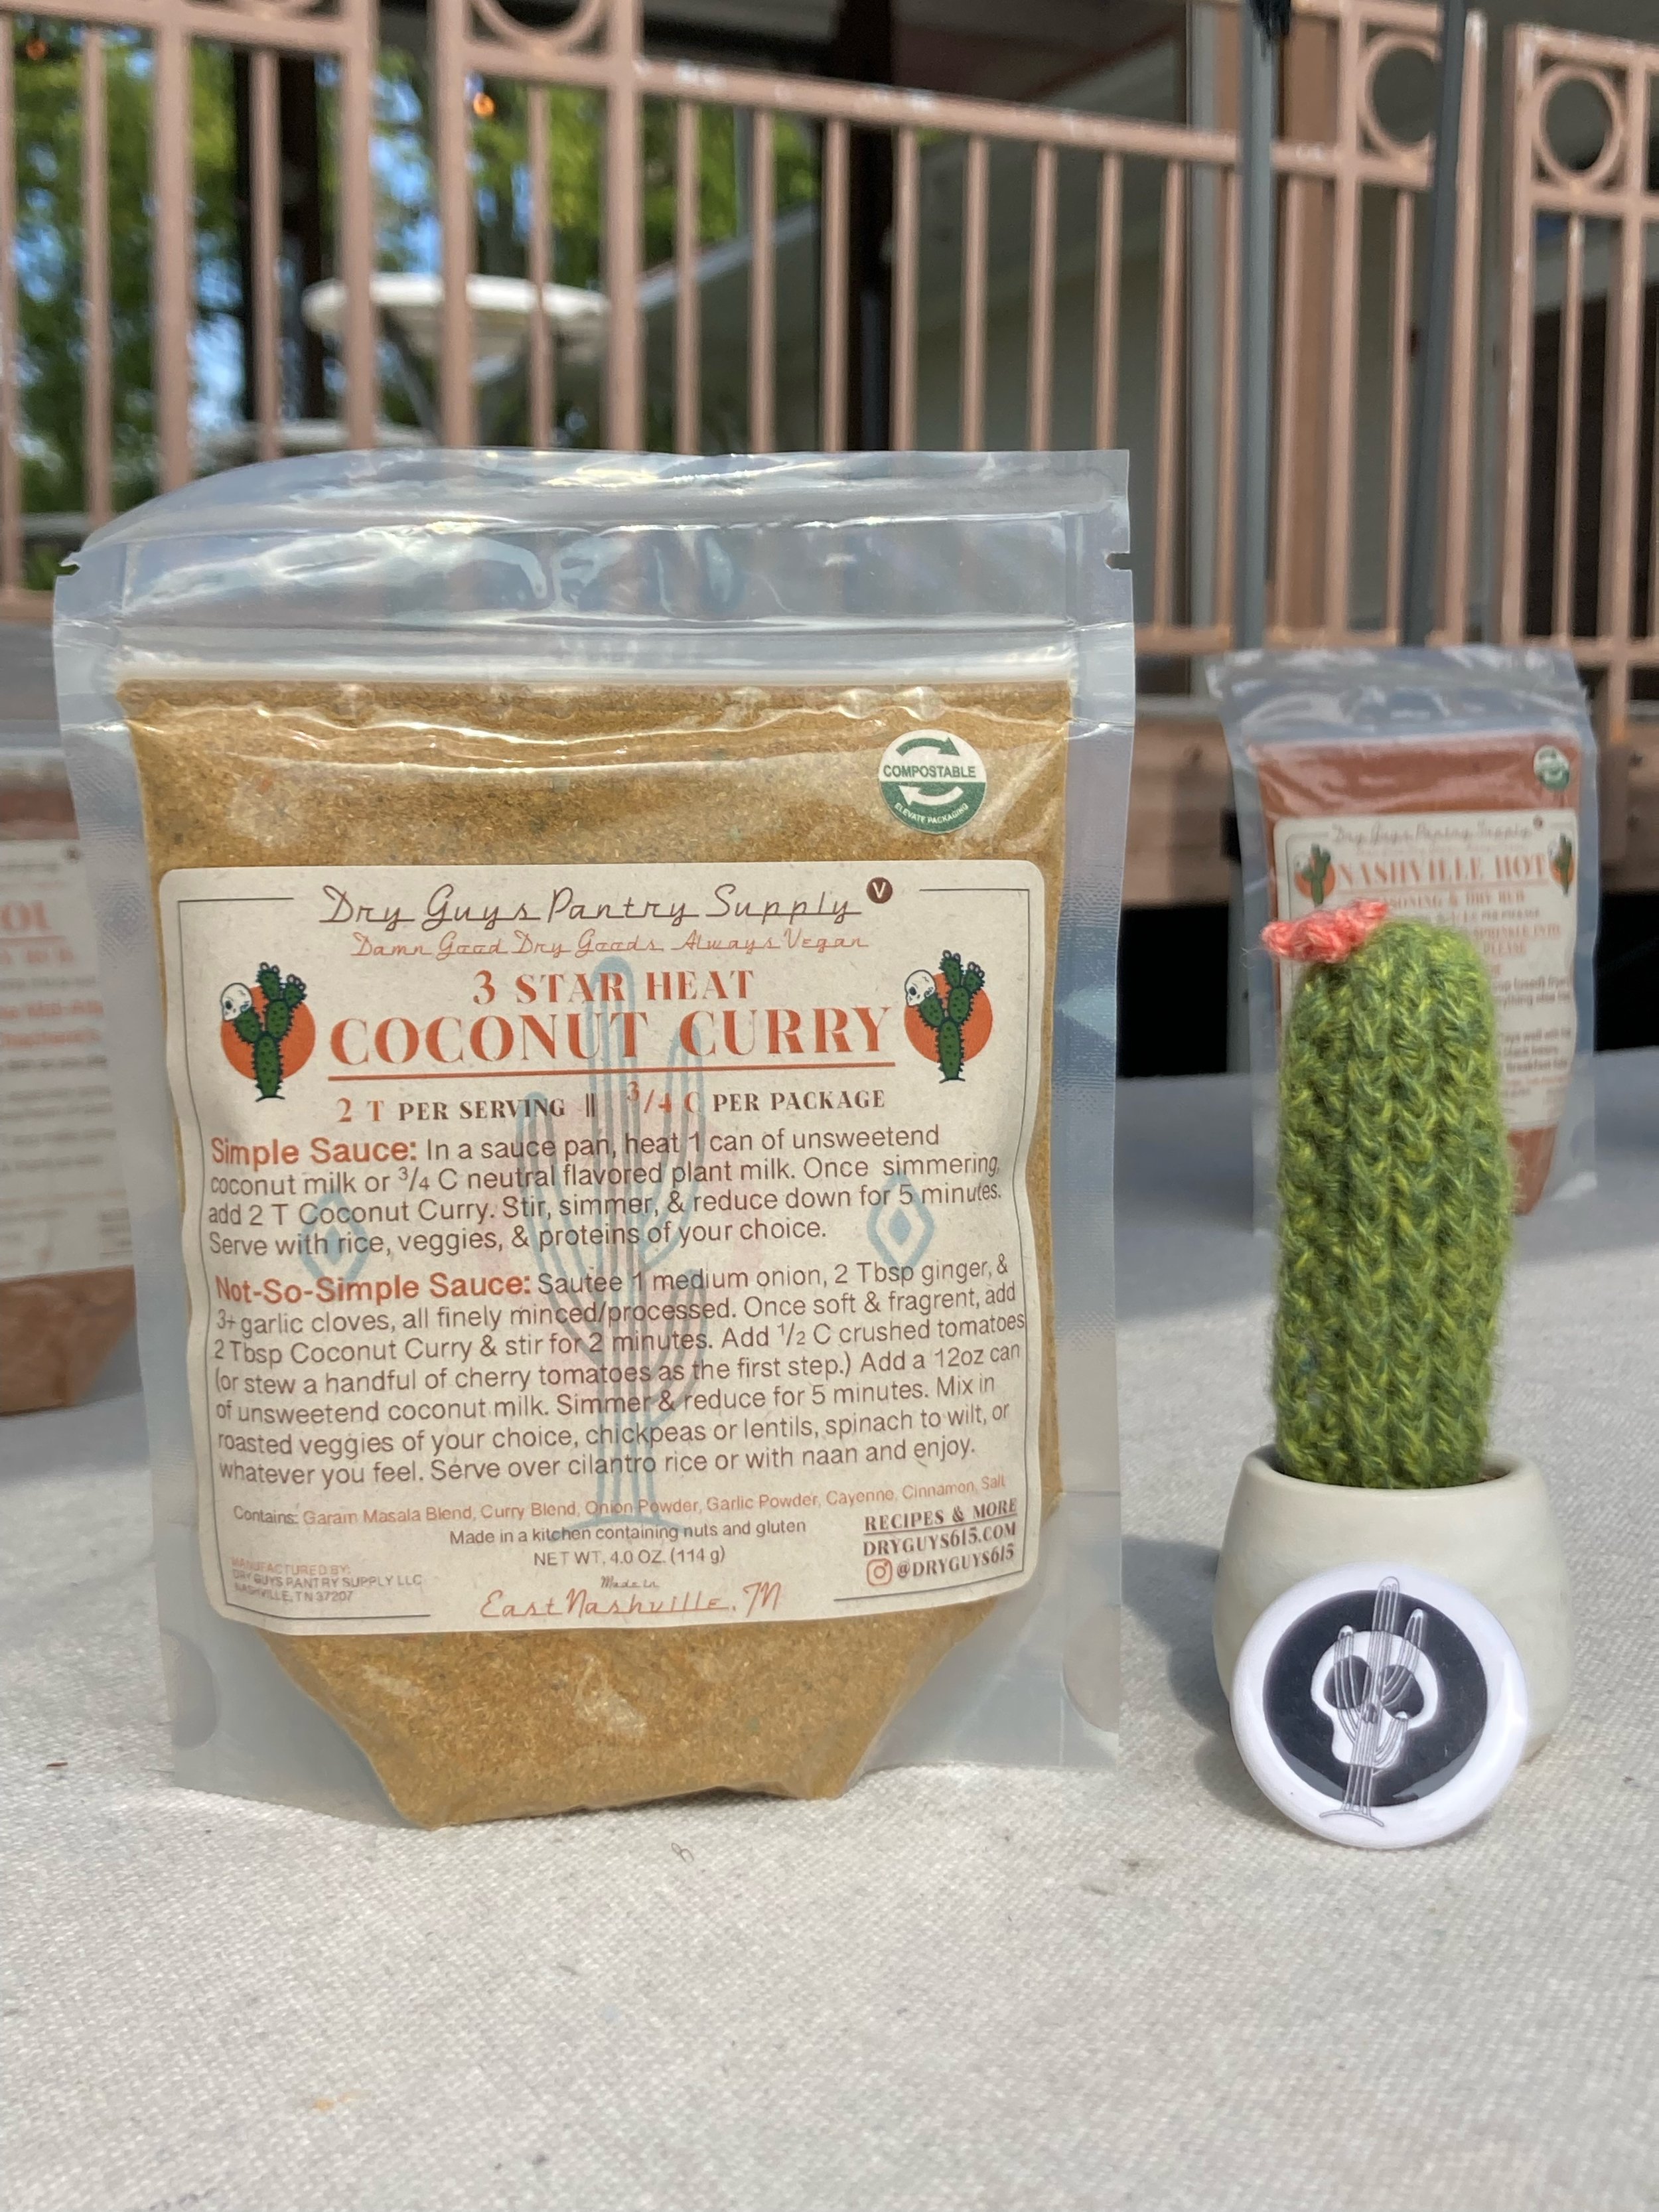 COMPOSTABLE
ELEVATE PACKAGING
Dry Guys Pantry Supply V
Damn Good Dry Goods Always Vegan
3 STAR HEAT
COCONUT CURRY
2 T PER SERVING || 3/4 C PER PACKAGE
Simple Sauce: In a sauce pan, heat 1 can of unsweetend
coconut milk or 3/4 C neutral flavored plant milk. Once simmering,
add 2 T Coconut Curry. Stir, simmer, & reduce down for 5 minutes.
Serve with rice, veggies, & proteins of your choice.
Not-So-Simple Sauce: Sautee 1 medium onion, 2 Tbsp ginger, &
3+ garlic cloves, all finely minced/processed. Once soft & fragrent, add
2 Tbsp Coconut Curry & stir for 2 minutes. Add 1/2 C crushed tomatoes
(or stew a handful of cherry tomatoes as the first step.) Add a 12oz can
of unsweetend coconut milk. Simmer & reduce for 5 minutes. Mix in
roasted veggies of your choice, chickpeas or lentils, spinach to wilt, or
whatever you feel. Serve over cilantro rice or with naan and enjoy.
Contains: Garam Masala Blend, Curry Blend, Onion Powder, Garlic Powder, Cayenne, Cinnamon, Salt
Made in a kitchen containing nuts and gluten
NET WT. 4.0 OZ. (114 g)
RECIPES & MORE
DRYGUYS615.COM
@DRYGUYS615
MANUFACTURED BY:
DRY GUYS PANTRY SUPPLY LLC
NASHVILLE, TN 37207
Made in
East Nashville, TN
Dry Guys Pantry Supply
NASHVILLE HOT